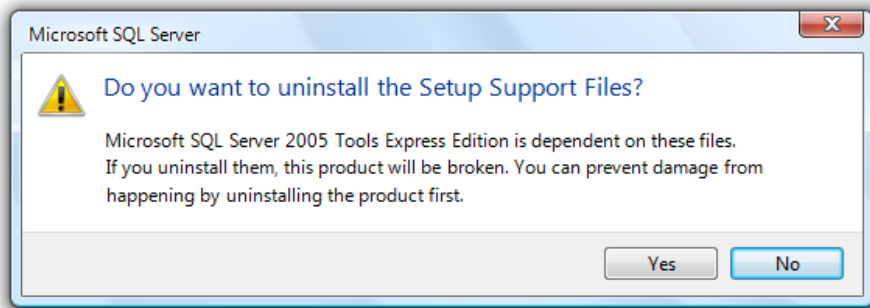 Microsoft SQL Server
Do you want to uninstall the Setup Support Files?
Microsoft SQL Server 2005 Tools Express Edition is dependent on these files.
If you uninstall them, this product will be broken. You can prevent damage from
happening by uninstalling the product first.
Yes No